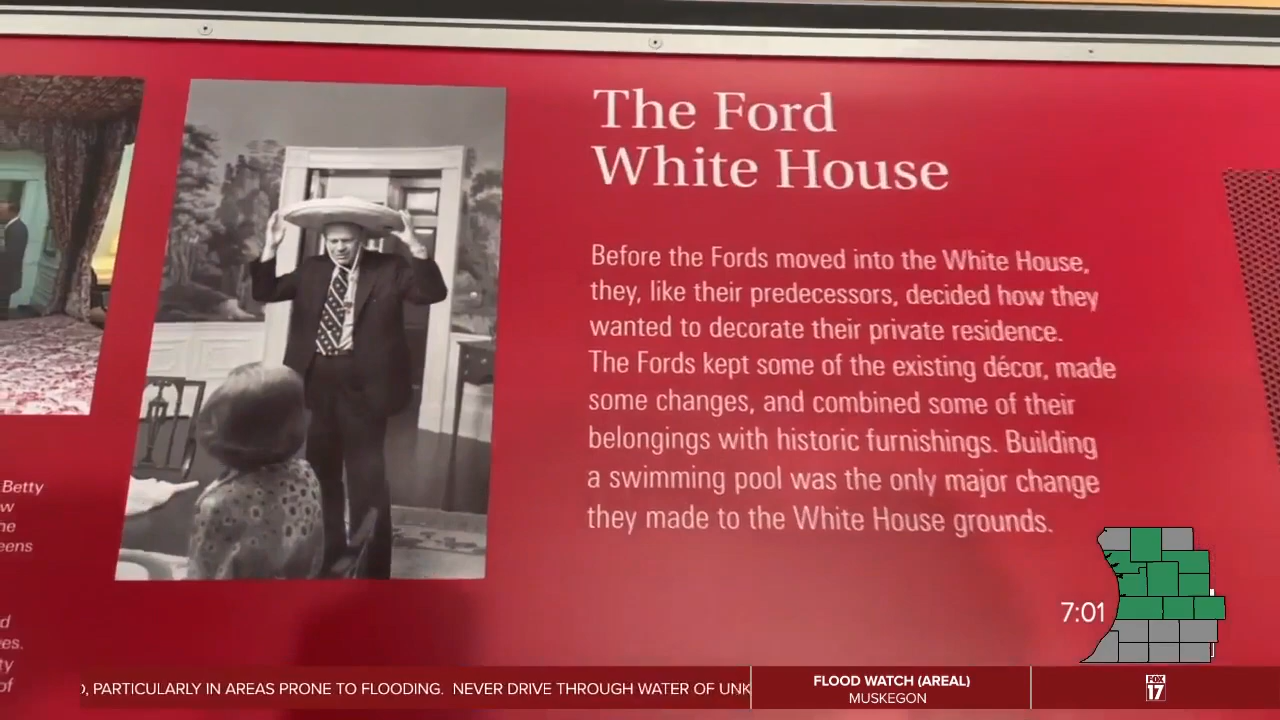 The Ford
White House
Before the Fords moved into the White House,
they, like their predecessors, decided how they
wanted to decorate their private residence.
The Fords kept some of the existing décor, made
some changes, and combined some of their
belongings with historic furnishings. Building
a swimming pool was the only major change
they made to the White House grounds.
Betty
7:01
, PARTICULARLY IN AREAS PRONE TO FLOODING. NEVER DRIVE THROUGH WATER OF UNK
FLOOD WATCH (AREAL)
MUSKEGON
FOX
17